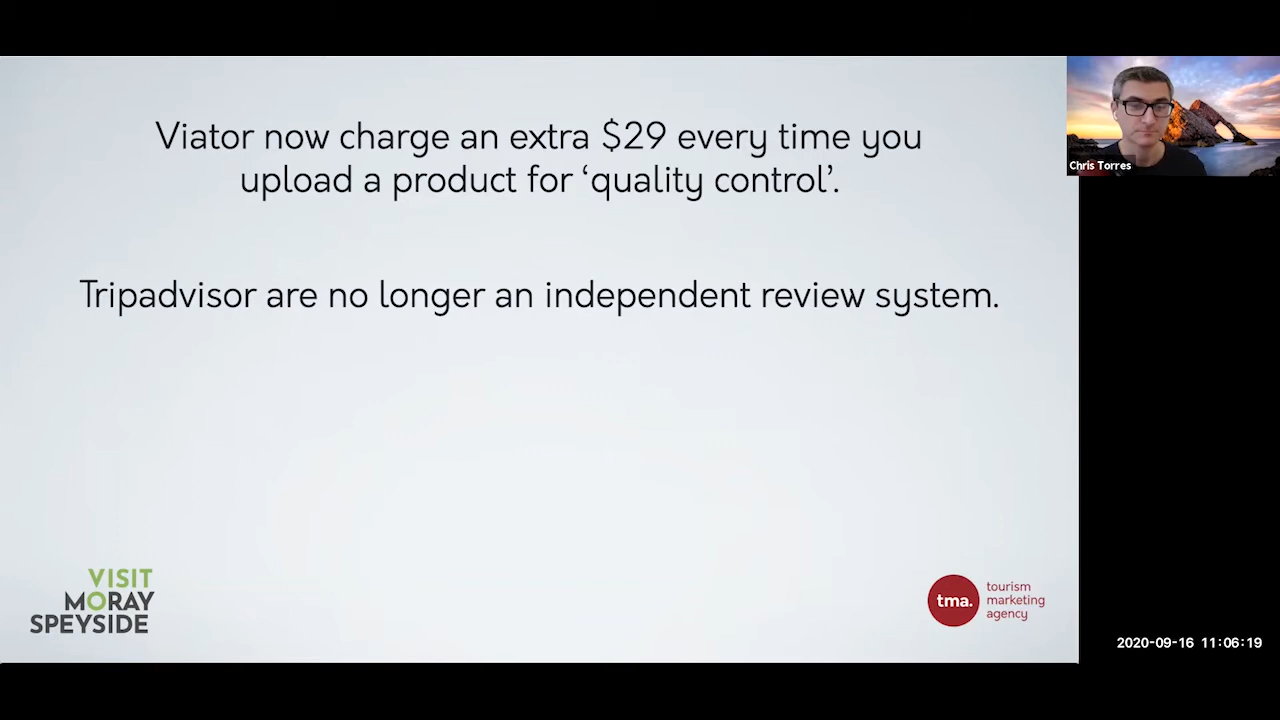 Viator now charge an extra $29 every time you
upload a product for ‘quality control’.
Tripadvisor are no longer an independent review system.
Chris Torres
VISIT
MORAY
SPEYSIDE
tma.
tourism
marketing
agency
2020-09-16 11:06:19